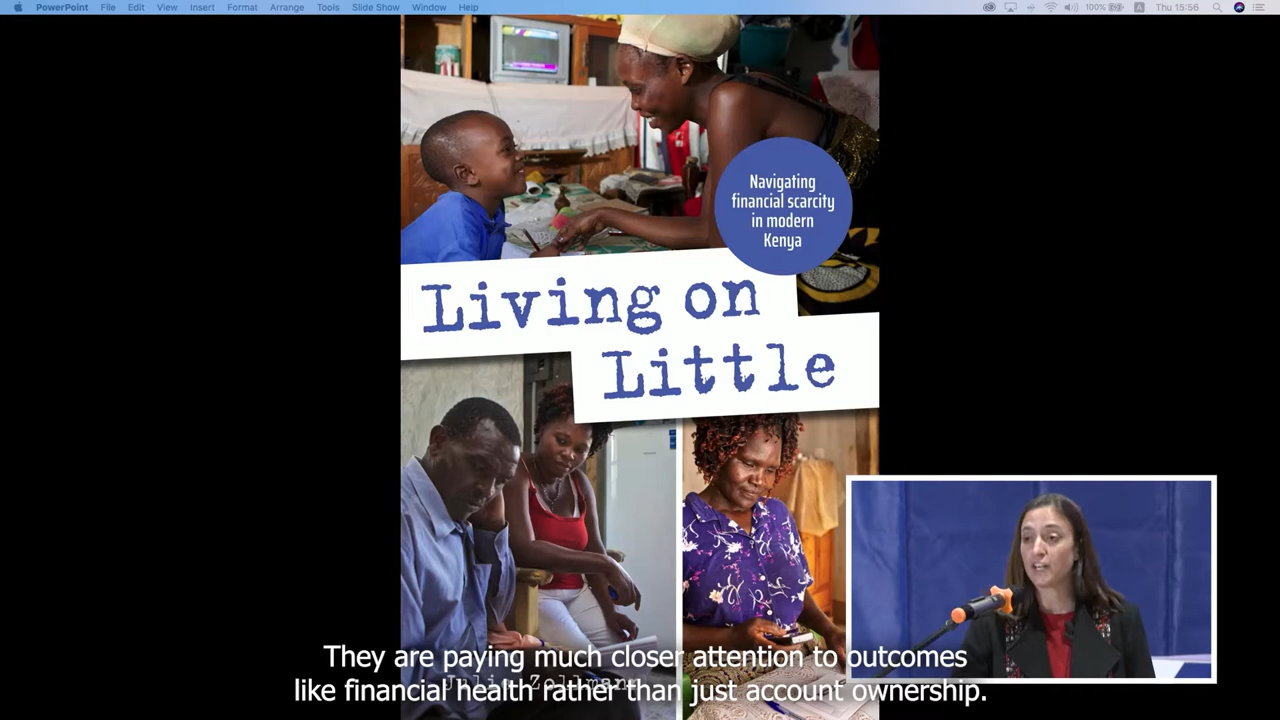 PowerPoint File Edit View Insert Format Arrange Tools Slide Show Window Help 100% A Thu 15:56
Navigating
financial scarcity
in modern
Kenya
Living on
Little
They are paying much closer attention to outcomes
Julie Zollmann
like financial health rather than just account ownership.